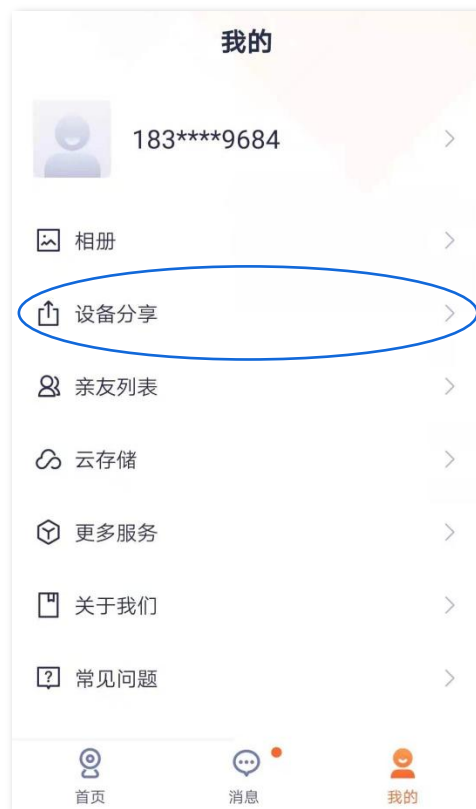 我的
183****9684
相册
设备分享
亲友列表
云存储
更多服务
关于我们
常见问题
首页
消息
我的